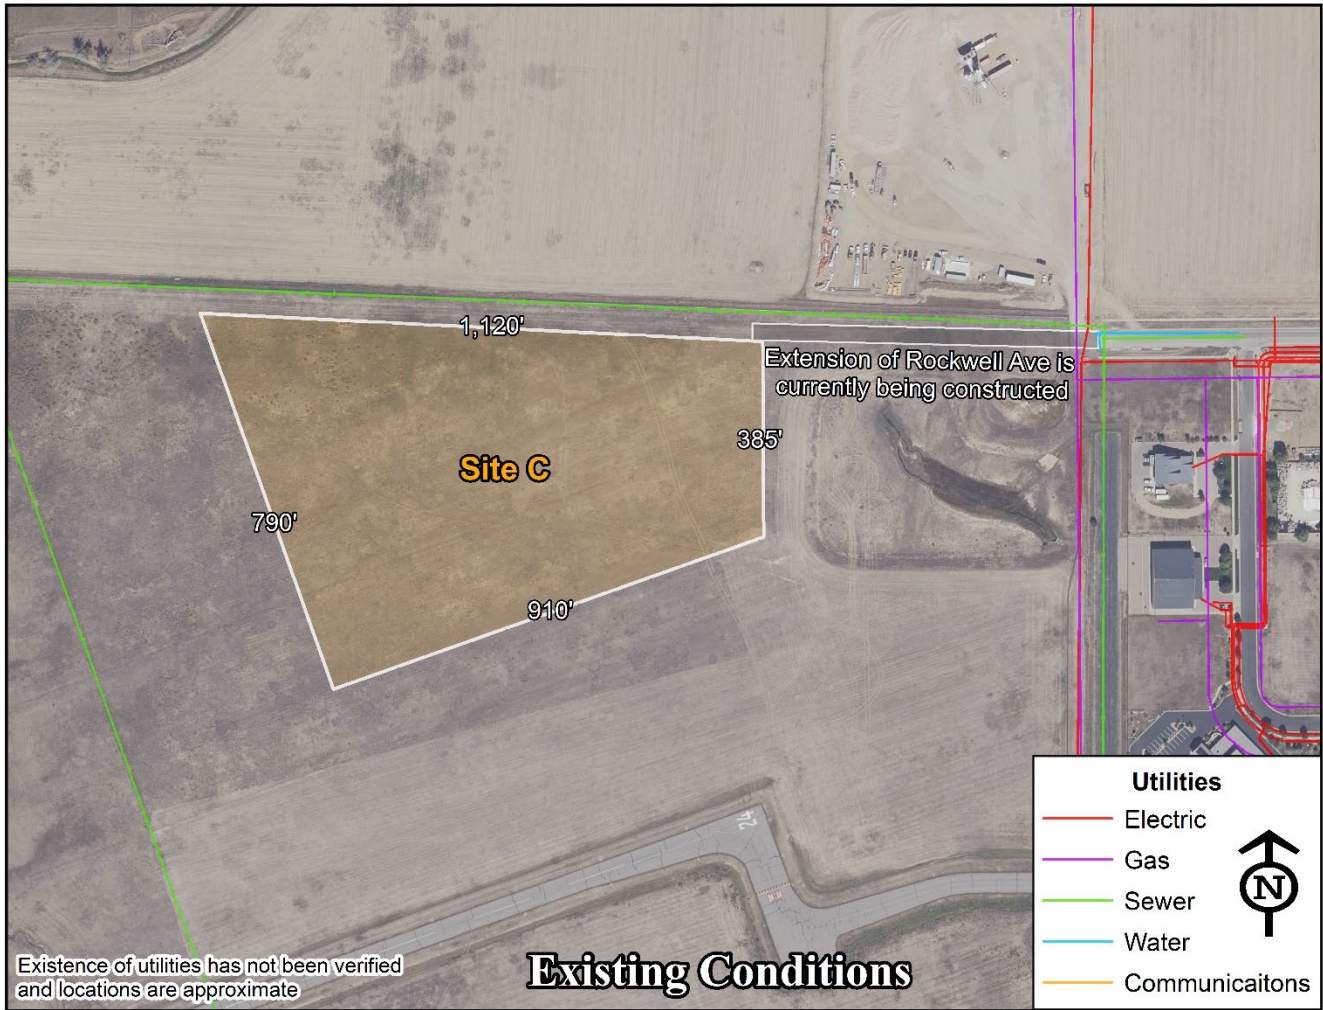 1,120'
Extension of Rockwell Ave is
currently being constructed
385'
Site C
790'
910'
24
Utilities
Electric
Gas
Sewer
Water
Communicaitons
N
Existence of utilities has not been verified
and locations are approximate
Existing Conditions